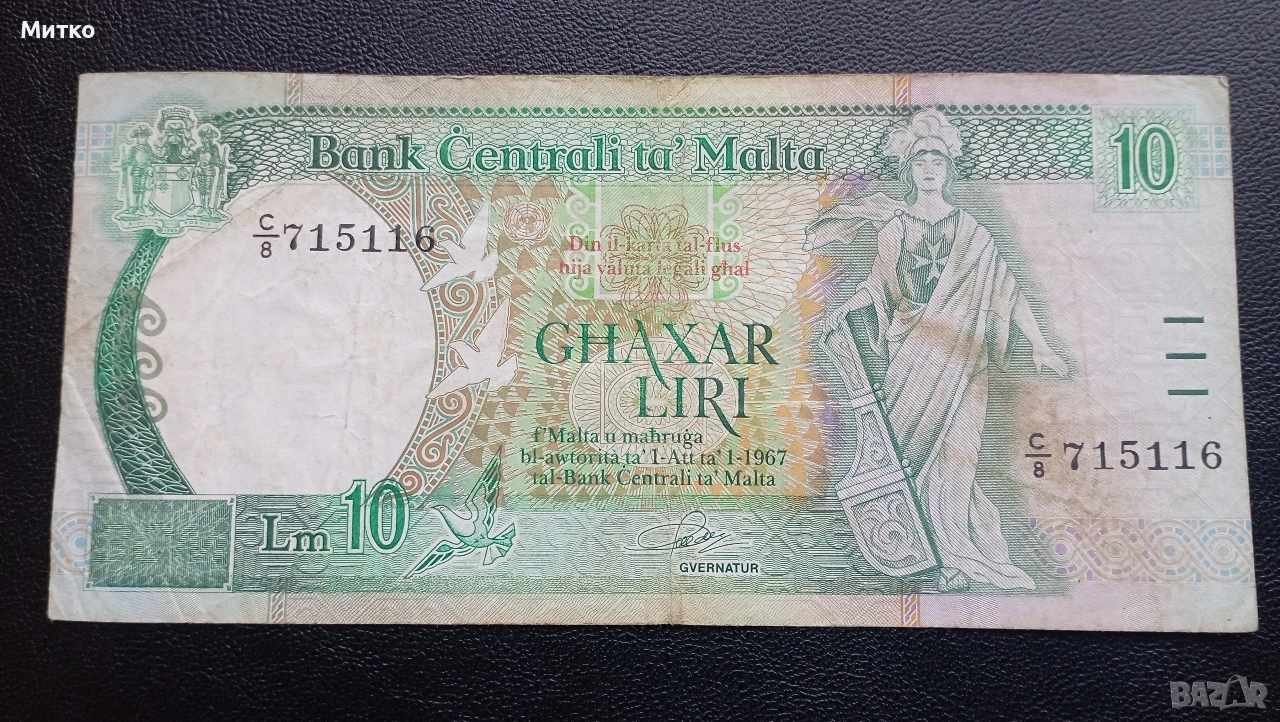 Митко
Bank Ċentrali ta' Malta
10
C/8 715116
Din il-karta tal-flus
hija valuta legali għal
GĦAXAR
LIRI
f'Malta u maħruġa
bl-awtorità ta' l-Att ta' l-1967
tal-Bank Ċentrali ta' Malta
C/8 715116
Lm 10
GVERNATUR
BAZAR